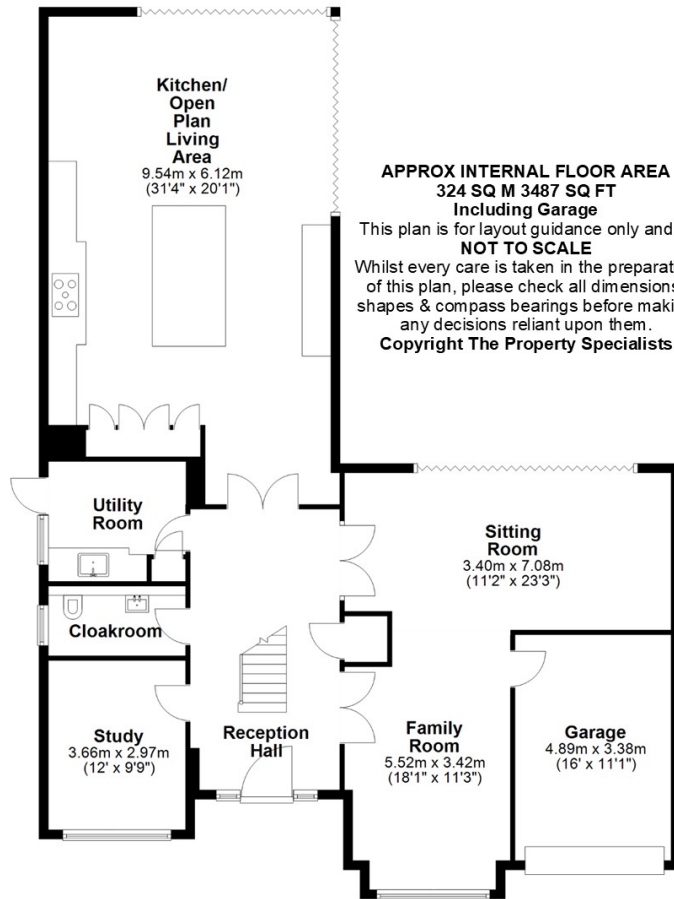 Kitchen/
Open
Plan
Living
Area
9.54m x 6.12m
(31'4" x 20'1")
APPROX INTERNAL FLOOR AREA
324 SQ M 3487 SQ FT
Including Garage
This plan is for layout guidance only and
NOT TO SCALE
Whilst every care is taken in the preparat
of this plan, please check all dimensions
shapes & compass bearings before maki
any decisions reliant upon them.
Copyright The Property Specialists
Utility
Room
Sitting
Room
3.40m x 7.08m
(11'2" x 23'3")
Cloakroom
Study
3.66m x 2.97m
(12' x 9'9")
Reception
Hall
Family
Room
5.52m x 3.42m
(18'1" x 11'3")
Garage
4.89m x 3.38m
(16' x 11'1")